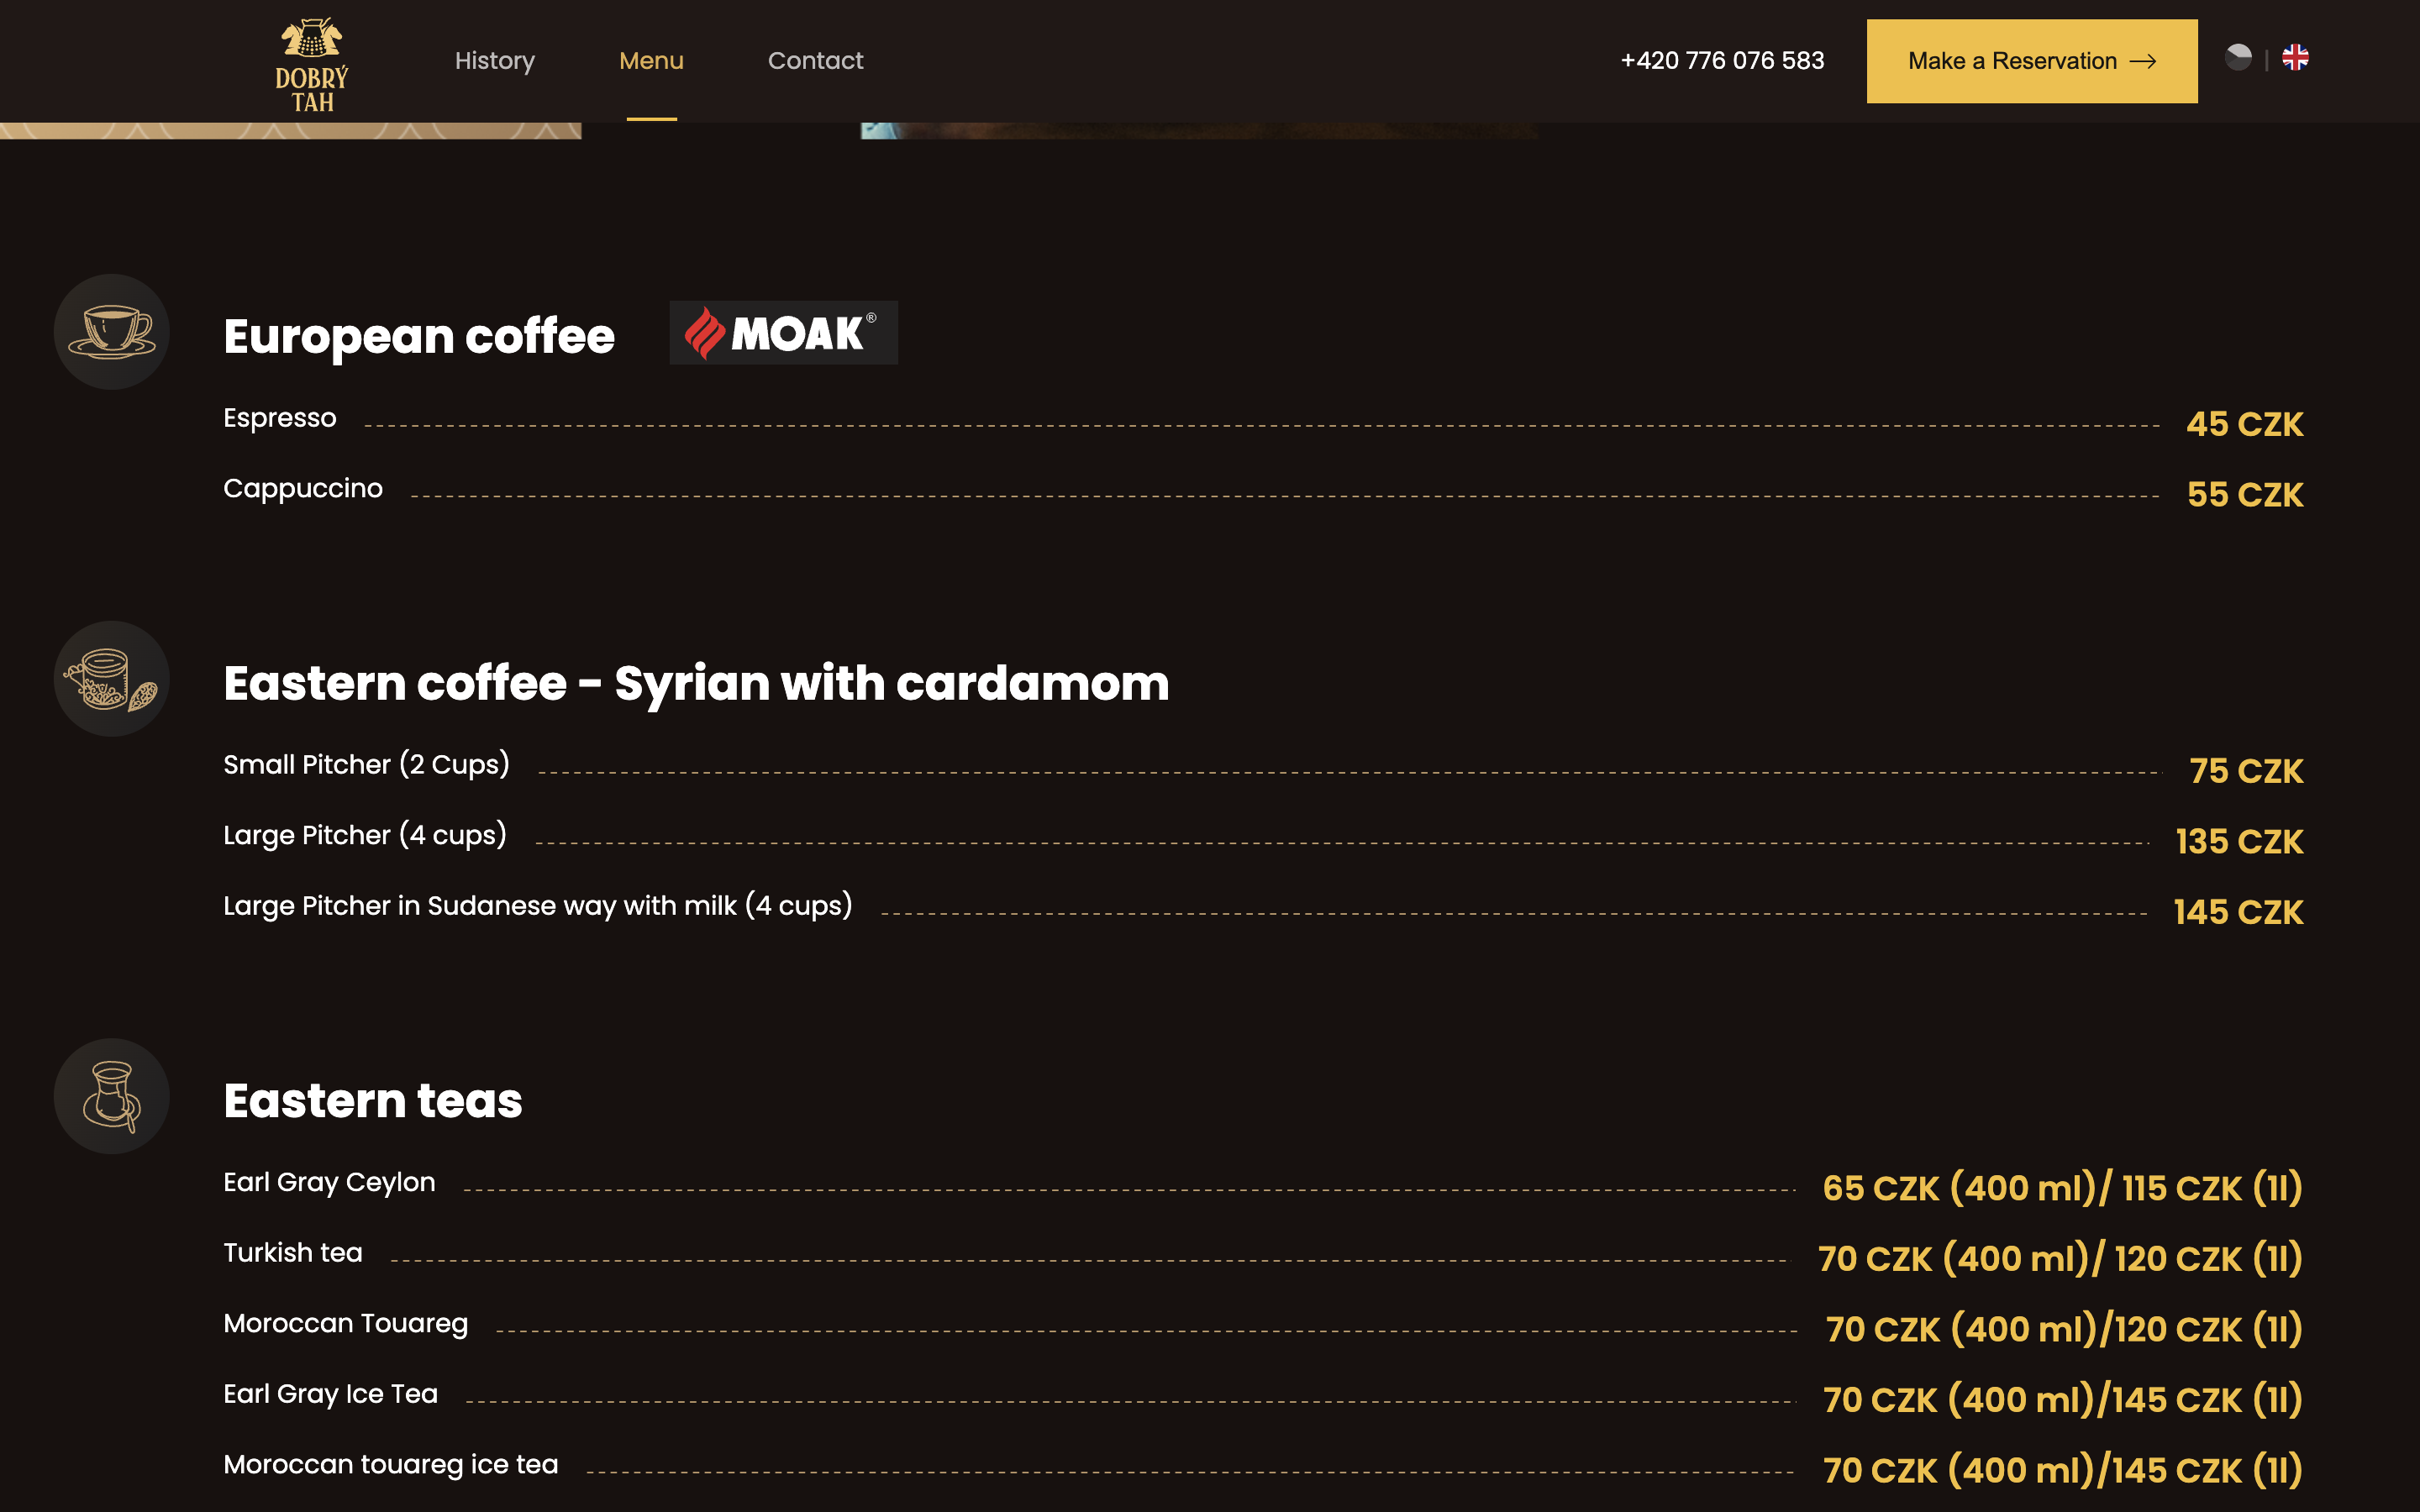 DOBRÝ
TAH
History
Menu
Contact
+420 776 076 583
Make a Reservation →
|
European coffee
MOAK®
Espresso 45 CZK
Cappuccino 55 CZK
Eastern coffee - Syrian with cardamom
Small Pitcher (2 Cups) 75 CZK
Large Pitcher (4 cups) 135 CZK
Large Pitcher in Sudanese way with milk (4 cups) 145 CZK
Eastern teas
Earl Gray Ceylon 65 CZK (400 ml)/ 115 CZK (1l)
Turkish tea 70 CZK (400 ml)/ 120 CZK (1l)
Moroccan Touareg 70 CZK (400 ml)/120 CZK (1l)
Earl Gray Ice Tea 70 CZK (400 ml)/145 CZK (1l)
Moroccan touareg ice tea 70 CZK (400 ml)/145 CZK (1l)